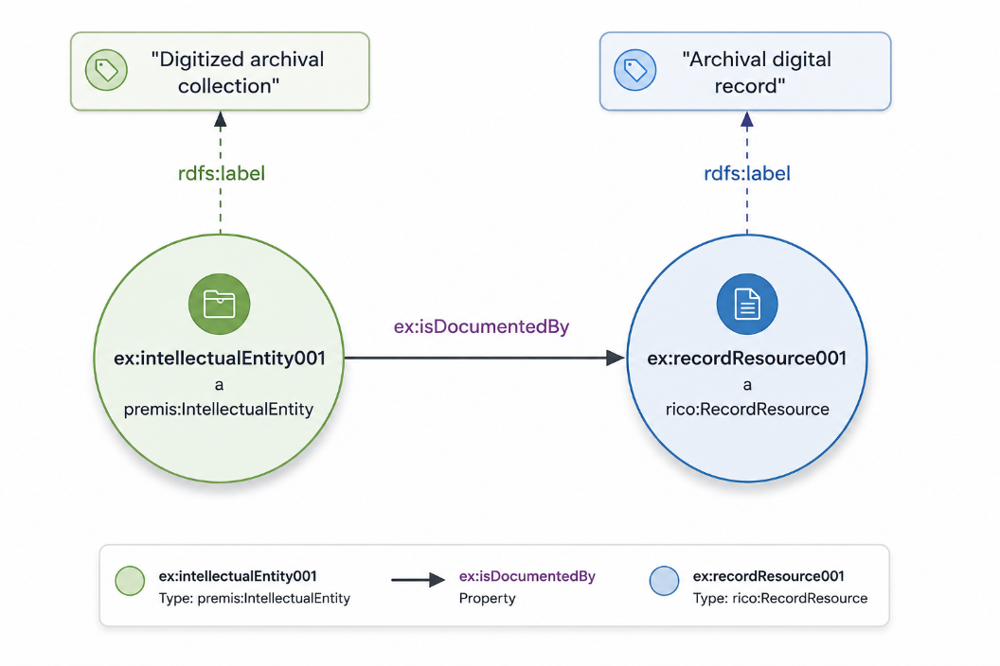 "Digitized archival
collection"
"Archival digital
record"
rdfs:label
rdfs:label
ex:isDocumentedBy
ex:intellectualEntity001
a
premis:IntellectualEntity
ex:recordResource001
a
rico:RecordResource
ex:intellectualEntity001
Type: premis:IntellectualEntity
ex:isDocumentedBy
Property
ex:recordResource001
Type: rico:RecordResource